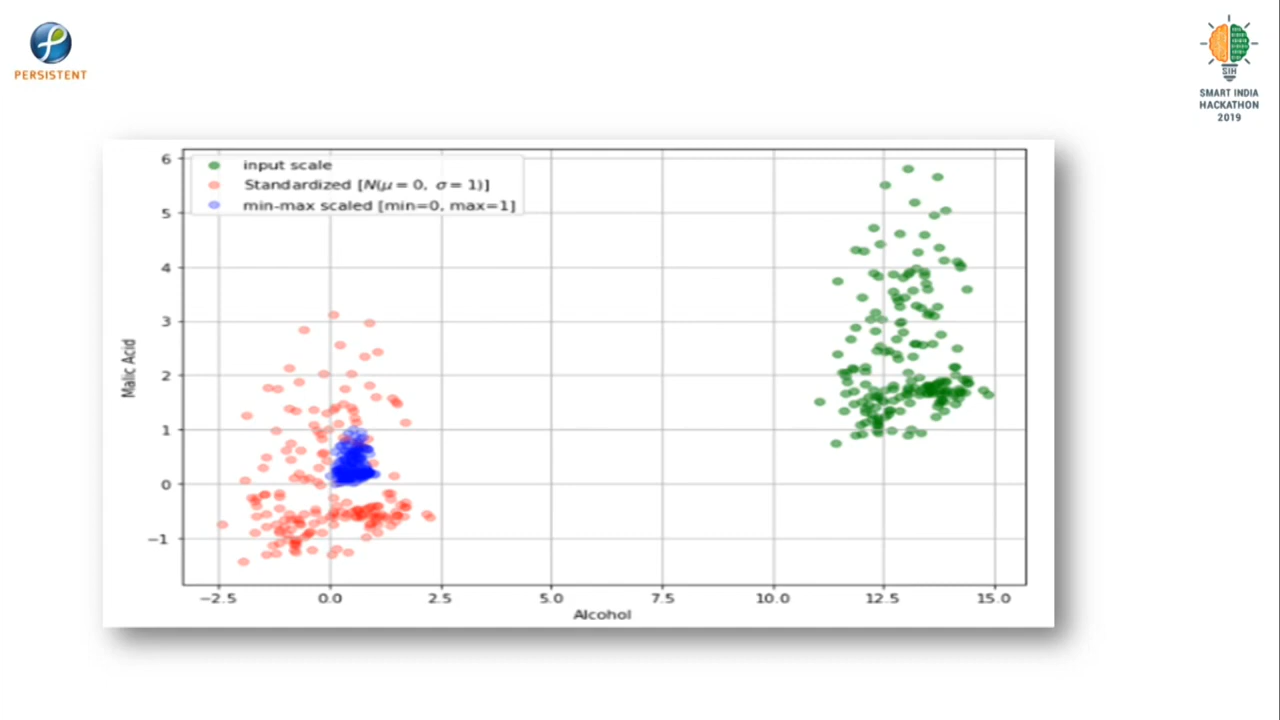 PERSISTENT
SIH
SMART INDIA
HACKATHON
2019
input scale
Standardized [N(μ = 0, σ = 1)]
min-max scaled [min=0, max=1]
6
5
4
3
2
1
0
−1
Malic Acid
−2.5 0.0 2.5 5.0 7.5 10.0 12.5 15.0
Alcohol